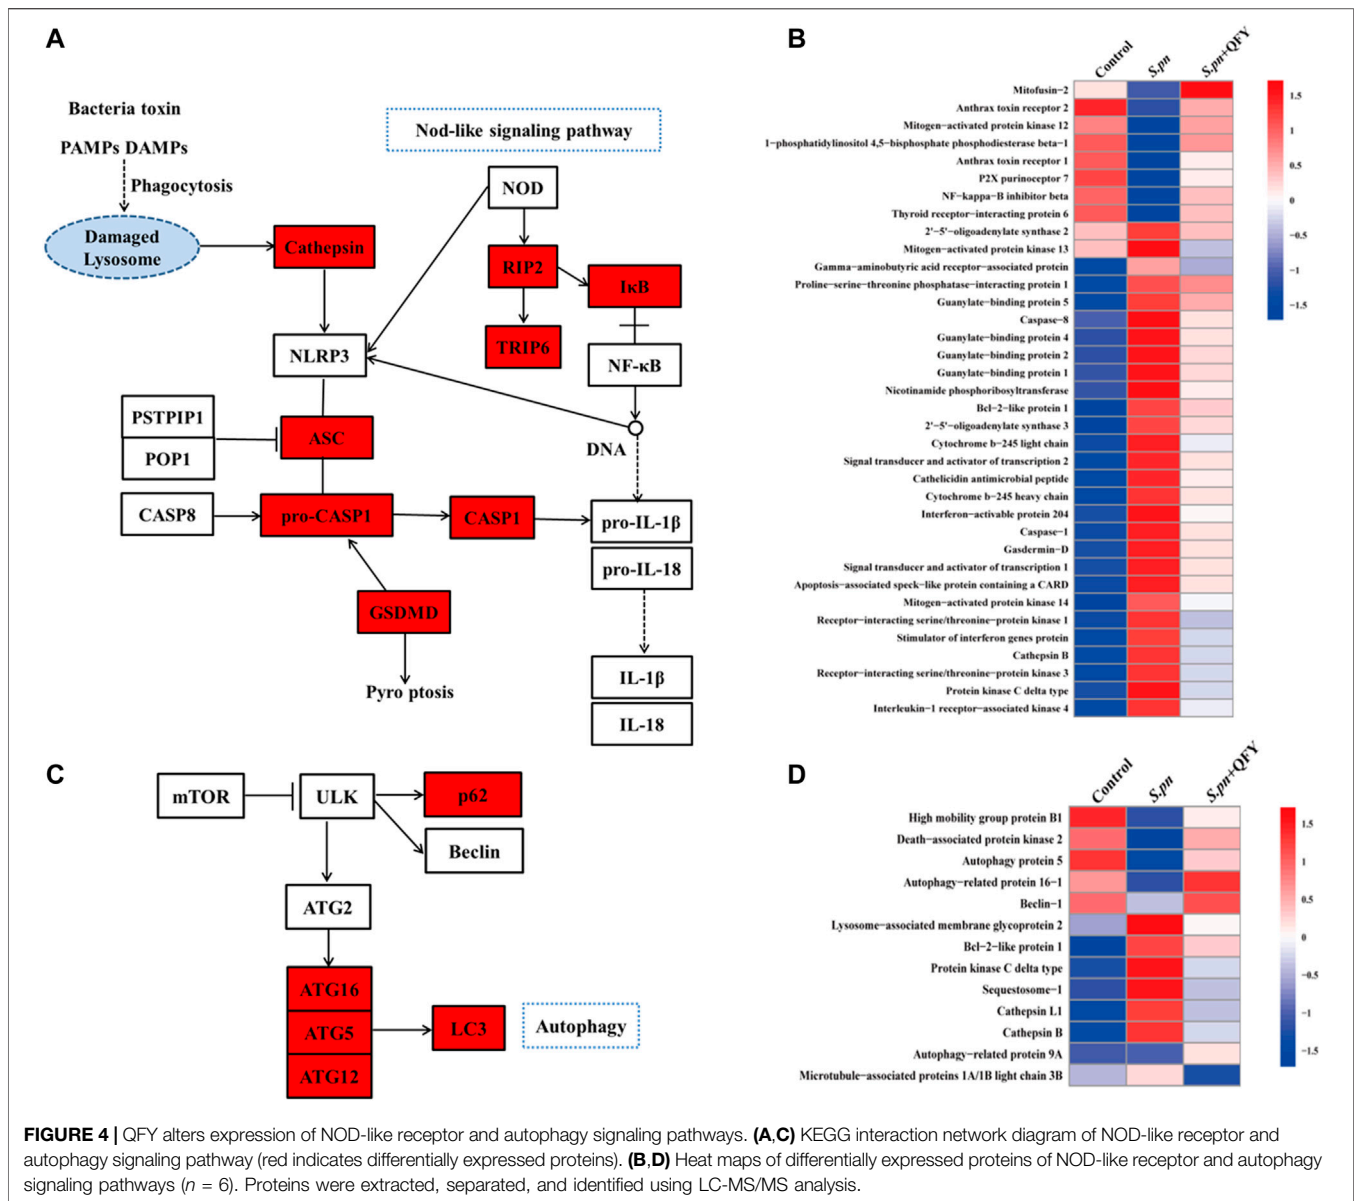 A
Bacteria toxin
PAMPs DAMPs
Phagocytosis
Damaged
Lysosome
Nod-like signaling pathway
NOD
Cathepsin
RIP2
IκB
TRIP6
NLRP3
NF-κB
PSTPIP1
POP1
ASC
DNA
CASP8
pro-CASP1
CASP1
pro-IL-1β
pro-IL-18
GSDMD
Pyro ptosis
IL-1β
IL-18
B
Control
S.pn
S.pn+QFY
Mitofusin-2
Anthrax toxin receptor 2
Mitogen-activated protein kinase 12
1-phosphatidylinositol 4,5-bisphosphate phosphodiesterase beta-1
Anthrax toxin receptor 1
P2X purinoceptor 7
NF-kappa-B inhibitor beta
Thyroid receptor-interacting protein 6
2'-5'-oligoadenylate synthase 2
Mitogen-activated protein kinase 13
Gamma-aminobutyric acid receptor-associated protein
Proline-serine-threonine phosphatase-interacting protein 1
Guanylate-binding protein 5
Caspase-8
Guanylate-binding protein 4
Guanylate-binding protein 2
Guanylate-binding protein 1
Nicotinamide phosphoribosyltransferase
Bcl-2-like protein 1
2'-5'-oligoadenylate synthase 3
Cytochrome b-245 light chain
Signal transducer and activator of transcription 2
Cathelicidin antimicrobial peptide
Cytochrome b-245 heavy chain
Interferon-activable protein 204
Caspase-1
Gasdermin-D
Signal transducer and activator of transcription 1
Apoptosis-associated speck-like protein containing a CARD
Mitogen-activated protein kinase 14
Receptor-interacting serine/threonine-protein kinase 1
Stimulator of interferon genes protein
Cathepsin B
Receptor-interacting serine/threonine-protein kinase 3
Protein kinase C delta type
Interleukin-1 receptor-associated kinase 4
1.5
1
0.5
0
-0.5
-1
-1.5
C
mTOR
ULK
p62
Beclin
ATG2
ATG16
ATG5
ATG12
LC3
Autophagy
D
Control
S.pn
S.pn+QFY
High mobility group protein B1
Death-associated protein kinase 2
Autophagy protein 5
Autophagy-related protein 16-1
Beclin-1
Lysosome-associated membrane glycoprotein 2
Bcl-2-like protein 1
Protein kinase C delta type
Sequestosome-1
Cathepsin L1
Cathepsin B
Autophagy-related protein 9A
Microtubule-associated proteins 1A/1B light chain 3B
1.5
1
0.5
0
-0.5
-1
-1.5
FIGURE 4 | QFY alters expression of NOD-like receptor and autophagy signaling pathways. (A,C) KEGG interaction network diagram of NOD-like receptor and
autophagy signaling pathway (red indicates differentially expressed proteins). (B,D) Heat maps of differentially expressed proteins of NOD-like receptor and autophagy
signaling pathways (n = 6). Proteins were extracted, separated, and identified using LC-MS/MS analysis.